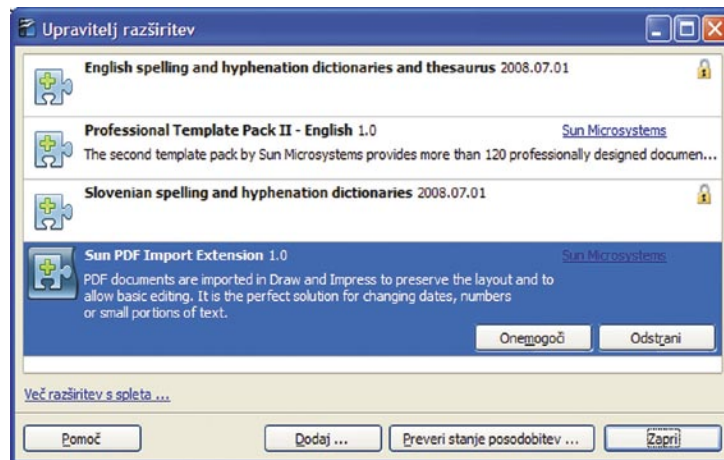 Upravitelj razširitev
English spelling and hyphenation dictionaries and thesaurus 2008.07.01
Professional Template Pack II - English 1.0 Sun Microsystems
The second template pack by Sun Microsystems provides more than 120 professionally designed documen...
Slovenian spelling and hyphenation dictionaries 2008.07.01
Sun PDF Import Extension 1.0 Sun Microsystems
PDF documents are imported in Draw and Impress to preserve the layout and to
allow basic editing. It is the perfect solution for changing dates, numbers
or small portions of text.
Onemogoči Odstrani
Več razširitev s spleta ...
Pomoč Dodaj ... Preveri stanje posodobitev ... Zapri